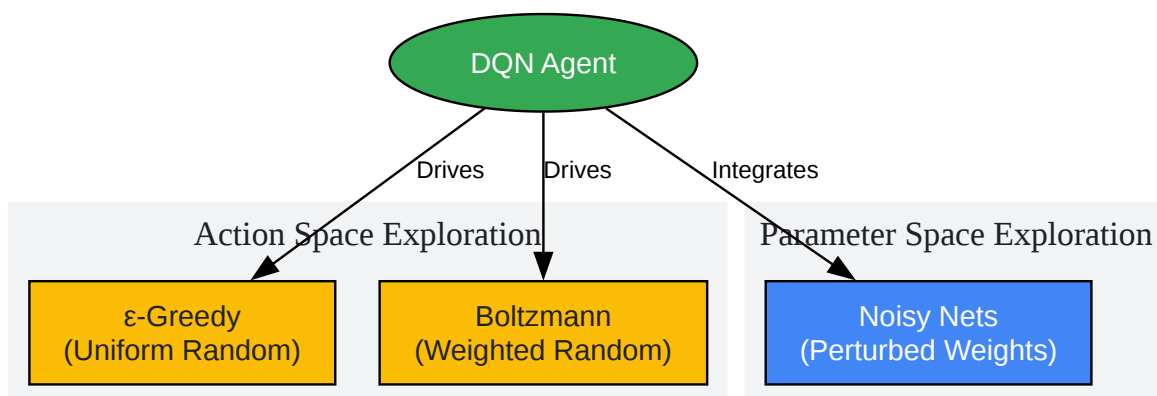 DQN Agent
Drives
Drives
Integrates
Action Space Exploration
Parameter Space Exploration
ε-Greedy
(Uniform Random)
Boltzmann
(Weighted Random)
Noisy Nets
(Perturbed Weights)